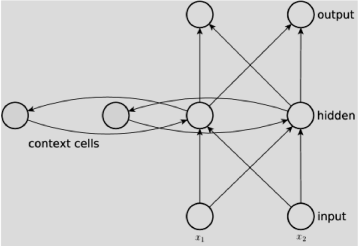 output
hidden
context cells
input
x₁ x₂